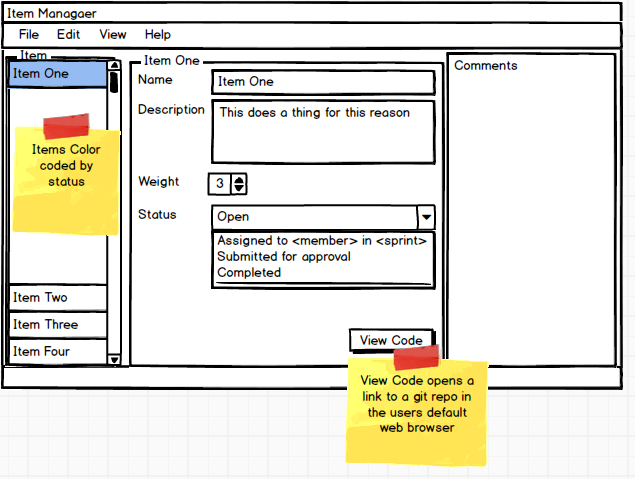 Item Managaer
File Edit View Help
Item
Item One
Items Color
coded by
status
Item Two
Item Three
Item Four
Item One
Name
Item One
Description
This does a thing for this reason
Weight
3
Status
Open
Assigned to <member> in <sprint>
Submitted for approval
Completed
View Code
View Code opens a
link to a git repo in
the users default
web browser
Comments